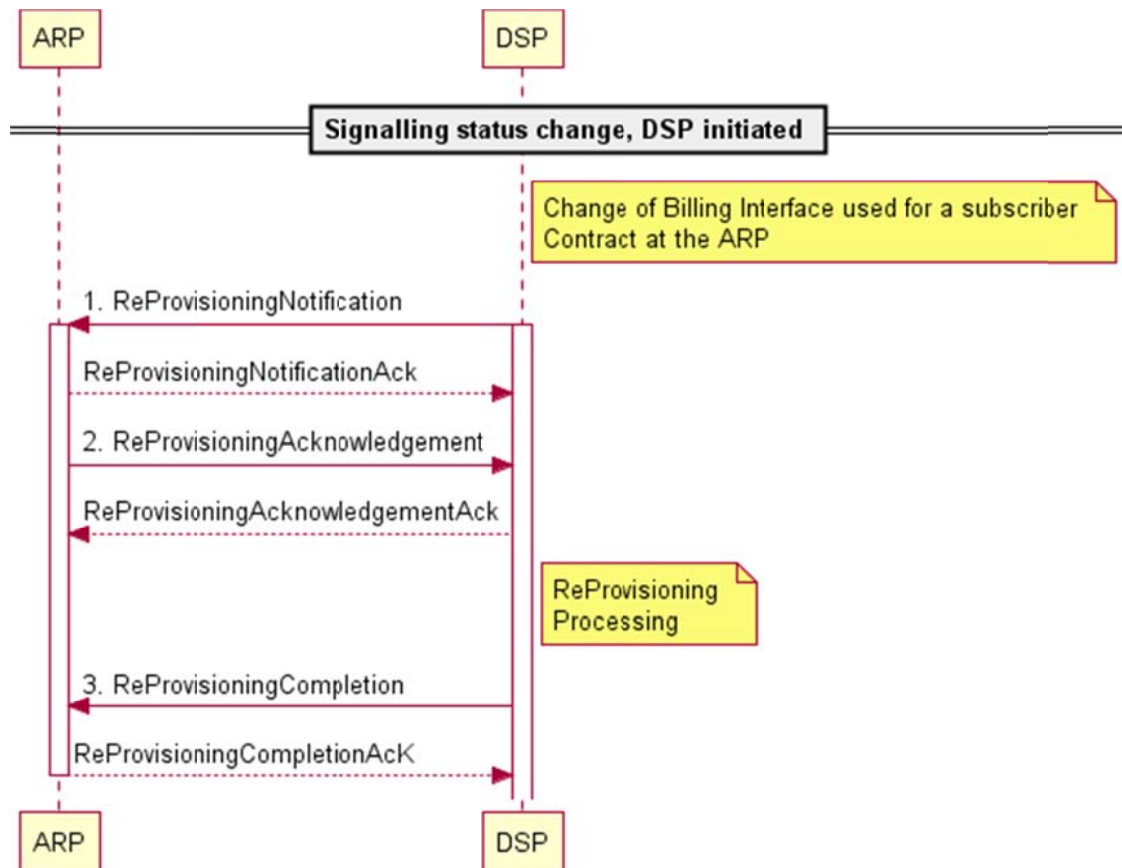 ARP
DSP
Signalling status change, DSP initiated
Change of Billing Interface used for a subscriber
Contract at the ARP
1. ReProvisioningNotification
ReProvisioningNotificationAck
2. ReProvisioningAcknowledgement
ReProvisioningAcknowledgementAck
ReProvisioning
Processing
3. ReProvisioningCompletion
ReProvisioningCompletionAcK
ARP
DSP